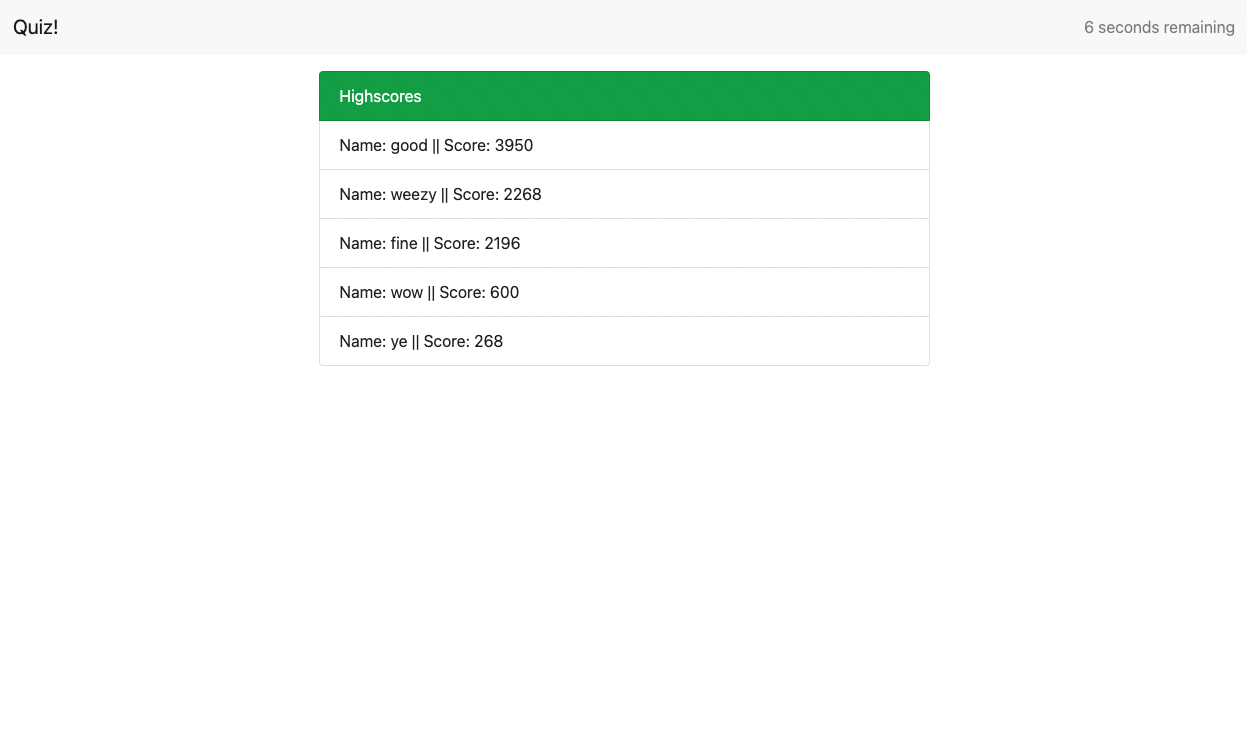 Quiz!
6 seconds remaining
Highscores
Name: good || Score: 3950
Name: weezy || Score: 2268
Name: fine || Score: 2196
Name: wow || Score: 600
Name: ye || Score: 268